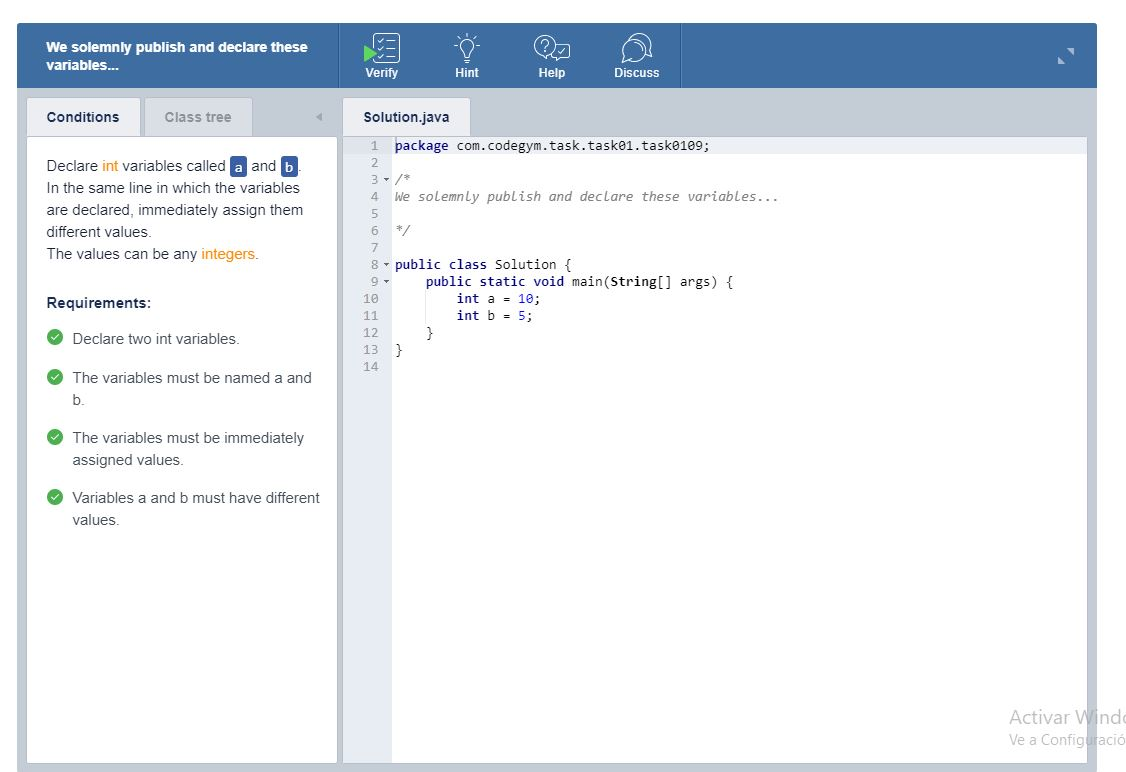 We solemnly publish and declare these
variables...
Verify
Hint
Help
Discuss
Conditions
Class tree
Declare int variables called a and b.
In the same line in which the variables
are declared, immediately assign them
different values.
The values can be any integers.
Requirements:
Declare two int variables.
The variables must be named a and
b.
The variables must be immediately
assigned values.
Variables a and b must have different
values.
Solution.java
1 package com.codegym.task.task01.task0109;
2
3 /*
4 We solemnly publish and declare these variables...
5
6 */
7
8 public class Solution {
9     public static void main(String[] args) {
10         int a = 10;
11         int b = 5;
12     }
13 }
14
Activar Windo
Ve a Configuració